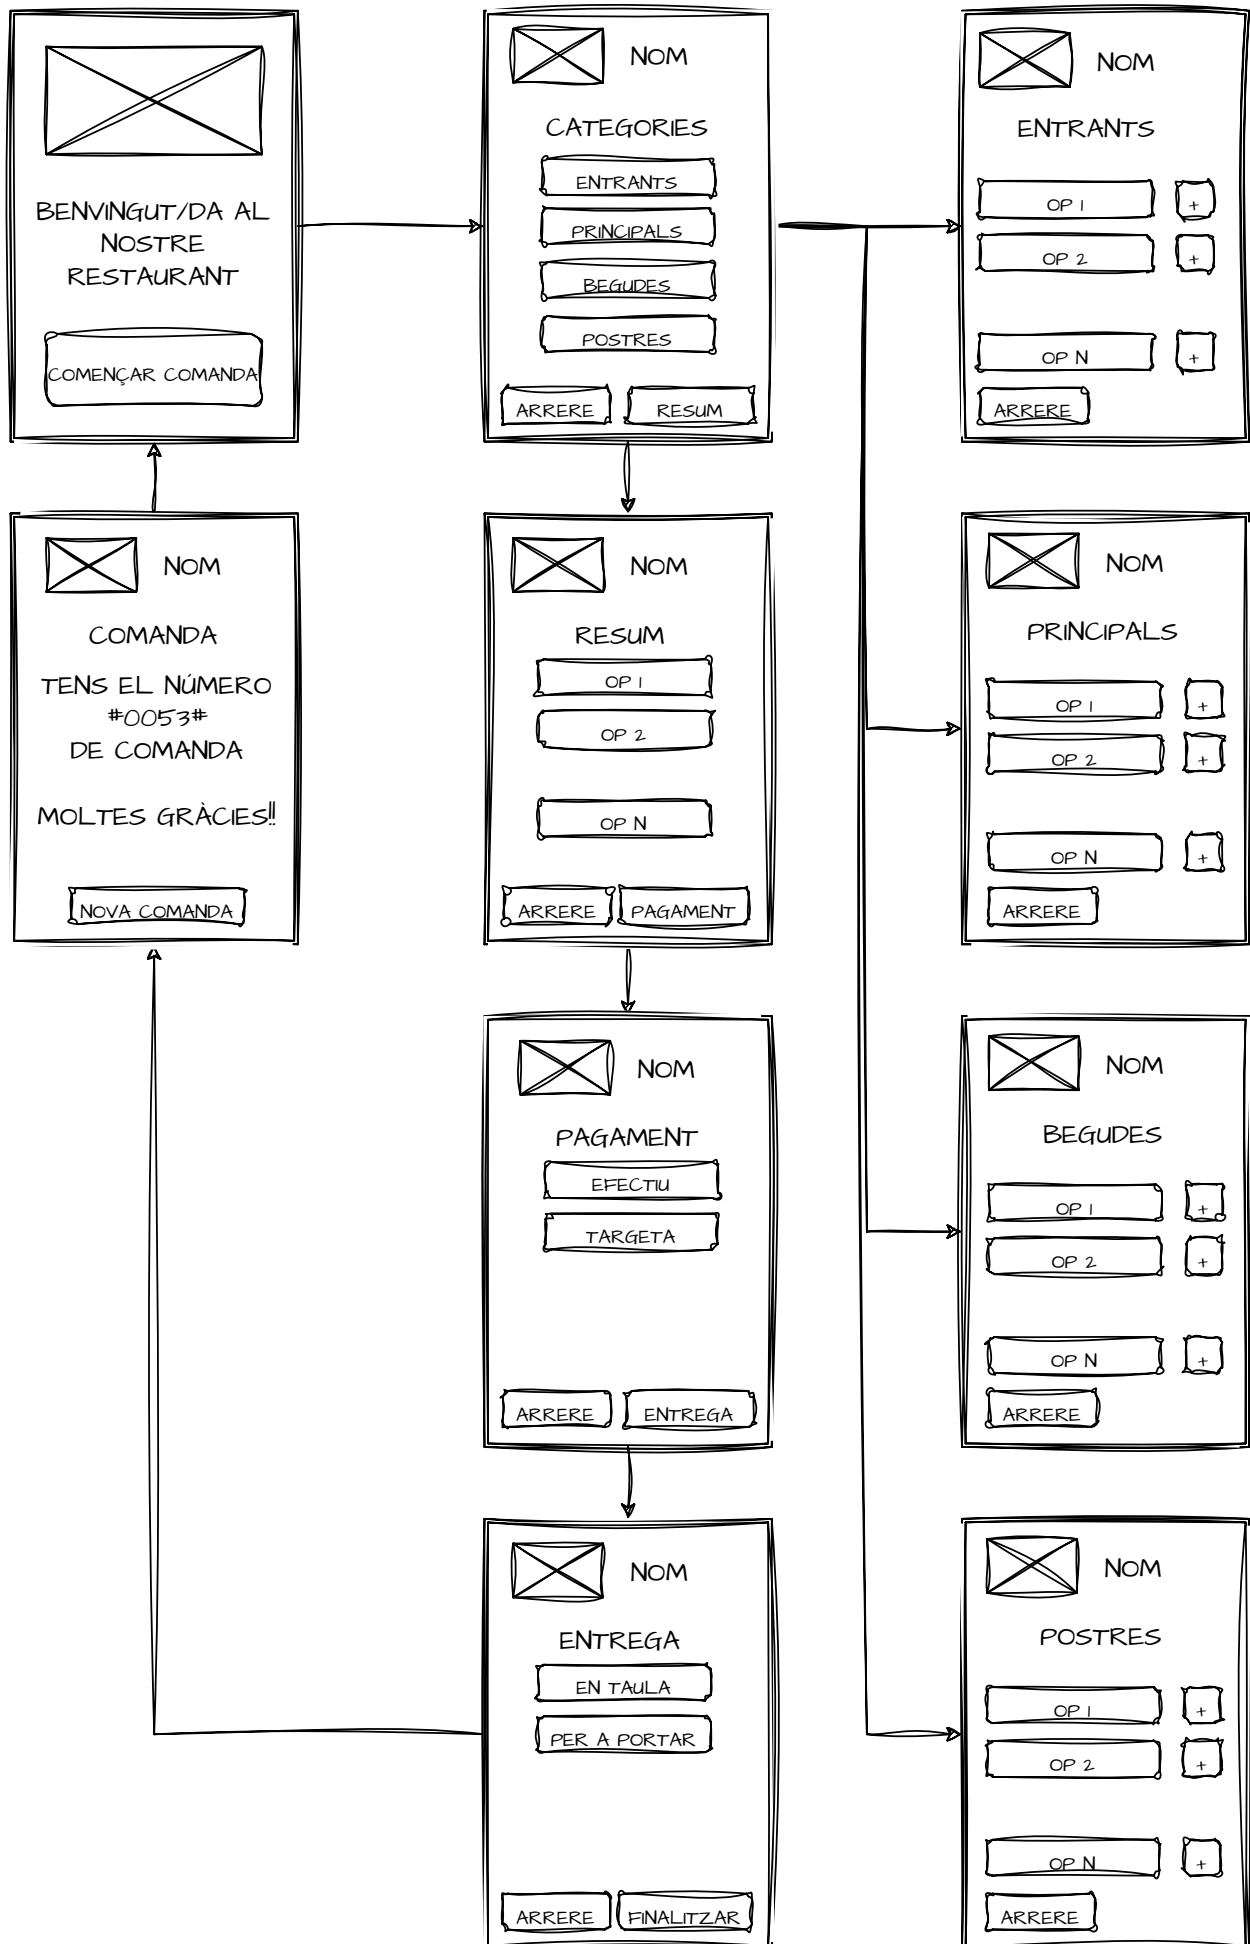 BENVINGUT/DA AL
NOSTRE
RESTAURANT
COMENÇAR COMANDA
NOM
CATEGORIES
ENTRANTS
PRINCIPALS
BEGUDES
POSTRES
ARRERE
RESUM
NOM
ENTRANTS
OP 1
+
OP 2
+
OP N
+
ARRERE
NOM
COMANDA
TENS EL NÚMERO
#0053#
DE COMANDA
MOLTES GRÀCIES!!
NOVA COMANDA
NOM
RESUM
OP 1
OP 2
OP N
ARRERE
PAGAMENT
NOM
PRINCIPALS
OP 1
+
OP 2
+
OP N
+
ARRERE
NOM
PAGAMENT
EFECTIU
TARGETA
ARRERE
ENTREGA
NOM
BEGUDES
OP 1
+
OP 2
+
OP N
+
ARRERE
NOM
ENTREGA
EN TAULA
PER A PORTAR
ARRERE
FINALITZAR
NOM
POSTRES
OP 1
+
OP 2
+
OP N
+
ARRERE